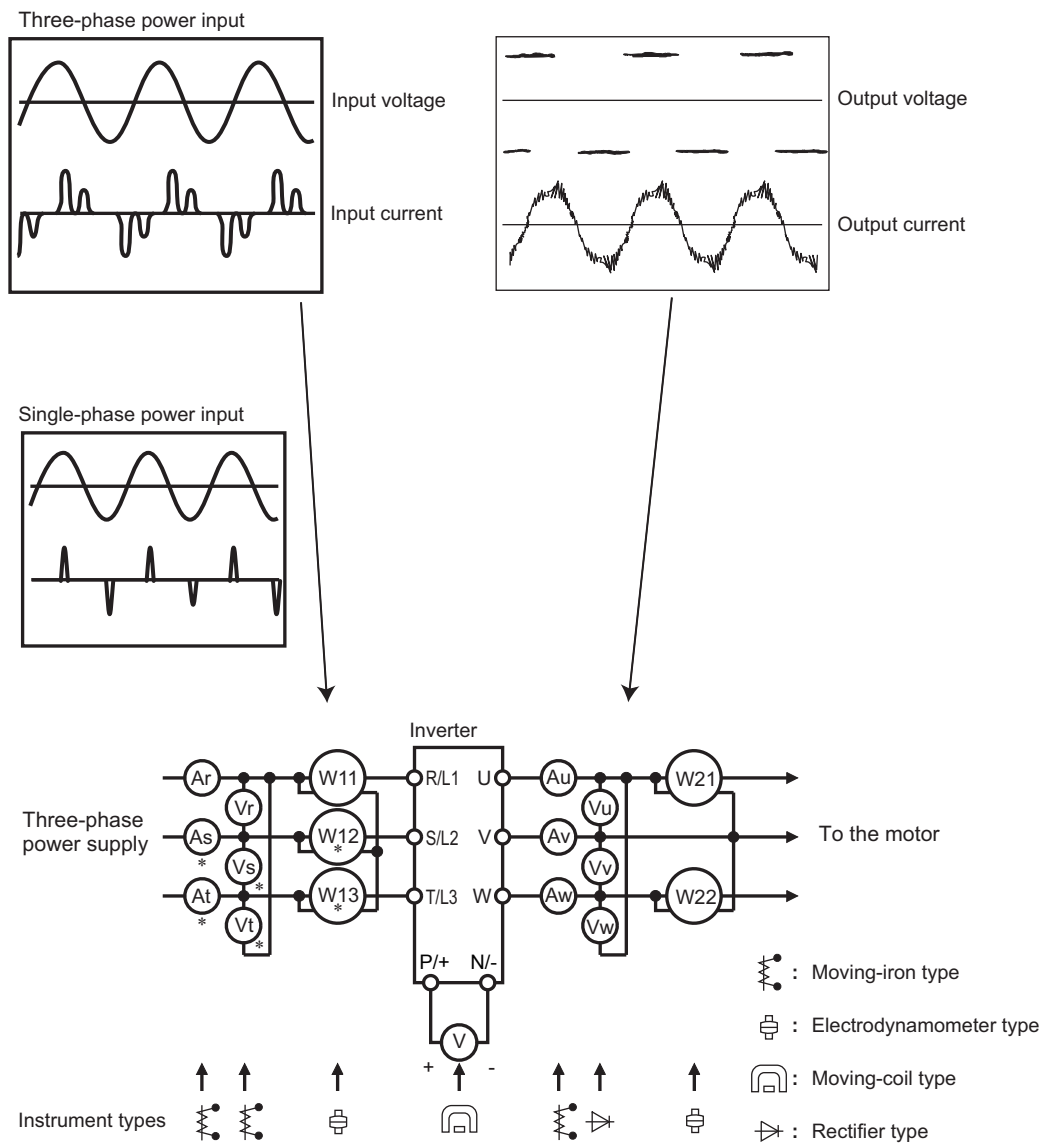 Three-phase power input
Input voltage
Input current
Output voltage
Output current
Single-phase power input
Inverter
Ar
W11
R/L1
U
Au
W21
Vr
Vu
Three-phase
power supply
As
*
W12
*
S/L2
V
Av
To the motor
Vs
*
Vv
At
*
W13
*
T/L3
W
Aw
W22
Vt
*
Vw
P/+
N/-
V
+
-
: Moving-iron type
: Electrodynamometer type
: Moving-coil type
: Rectifier type
Instrument types